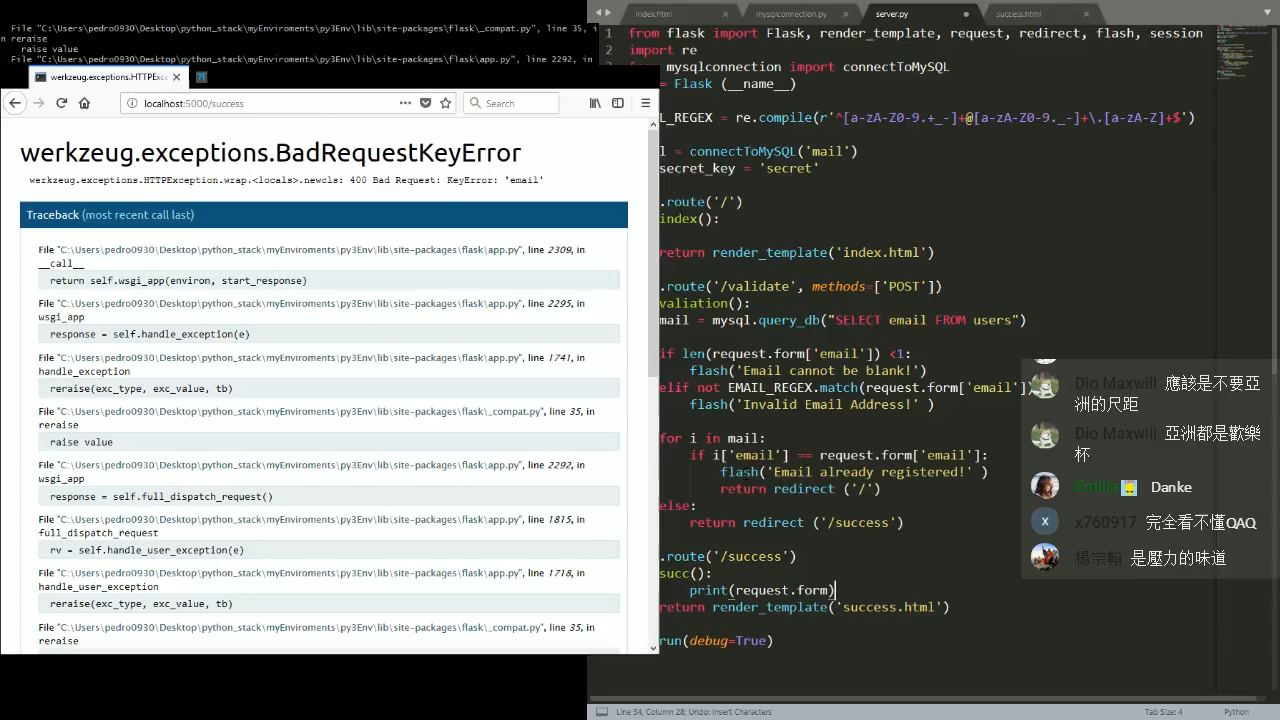 File "C:\Users\pedro0930\Desktop\python_stack\myEnviroments\py3Env\lib\site-packages\flask\_compat.py", line 35, i
n reraise
raise value
File "C:\Users\pedro0930\Desktop\python_stack\myEnviroments\py3Env\lib\site-packages\flask\app.py", line 2292, in
werkzeug.exceptions.HTTPExc
localhost:5000/success
Search
werkzeug.exceptions.BadRequestKeyError
werkzeug.exceptions.HTTPException.wrap.<locals>.newcls: 400 Bad Request: KeyError: 'email'
Traceback (most recent call last)
File "C:\Users\pedro0930\Desktop\python_stack\myEnviroments\py3Env\lib\site-packages\flask\app.py", line 2309, in
__call__
return self.wsgi_app(environ, start_response)
File "C:\Users\pedro0930\Desktop\python_stack\myEnviroments\py3Env\lib\site-packages\flask\app.py", line 2295, in
wsgi_app
response = self.handle_exception(e)
File "C:\Users\pedro0930\Desktop\python_stack\myEnviroments\py3Env\lib\site-packages\flask\app.py", line 1741, in
handle_exception
reraise(exc_type, exc_value, tb)
File "C:\Users\pedro0930\Desktop\python_stack\myEnviroments\py3Env\lib\site-packages\flask\_compat.py", line 35, in
reraise
raise value
File "C:\Users\pedro0930\Desktop\python_stack\myEnviroments\py3Env\lib\site-packages\flask\app.py", line 2292, in
wsgi_app
response = self.full_dispatch_request()
File "C:\Users\pedro0930\Desktop\python_stack\myEnviroments\py3Env\lib\site-packages\flask\app.py", line 1815, in
full_dispatch_request
rv = self.handle_user_exception(e)
File "C:\Users\pedro0930\Desktop\python_stack\myEnviroments\py3Env\lib\site-packages\flask\app.py", line 1718, in
handle_user_exception
reraise(exc_type, exc_value, tb)
File "C:\Users\pedro0930\Desktop\python_stack\myEnviroments\py3Env\lib\site-packages\flask\_compat.py", line 35, in
reraise
index.html mysqlconnection.py server.py success.html
1 from flask import Flask, render_template, request, redirect, flash, session
2 import re
mysqlconnection import connectToMySQL
= Flask (__name__)
L_REGEX = re.compile(r'^[a-zA-Z0-9.+_-]+@[a-zA-Z0-9._-]+\.[a-zA-Z]+$')
l = connectToMySQL('mail')
secret_key = 'secret'
.route('/')
index():
return render_template('index.html')
.route('/validate', methods=['POST'])
valiation():
mail = mysql.query_db("SELECT email FROM users")
if len(request.form['email']) <1:
flash('Email cannot be blank!')
elif not EMAIL_REGEX.match(request.form['email'])
flash('Invalid Email Address!' )
for i in mail:
if i['email'] == request.form['email']:
flash('Email already registered!' )
return redirect ('/')
else:
return redirect ('/success')
.route('/success')
succ():
print(request.form)
return render_template('success.html')
run(debug=True)
Dio Maxwill 應該是不要亞
洲的尺距
Dio Maxwill 亞洲都是歡樂
杯
Emilia Danke
x x760917 完全看不懂QAQ
楊宗翰 是壓力的味道
Line 34, Column 28; Undo: Insert Characters
Tab Size: 4
Python